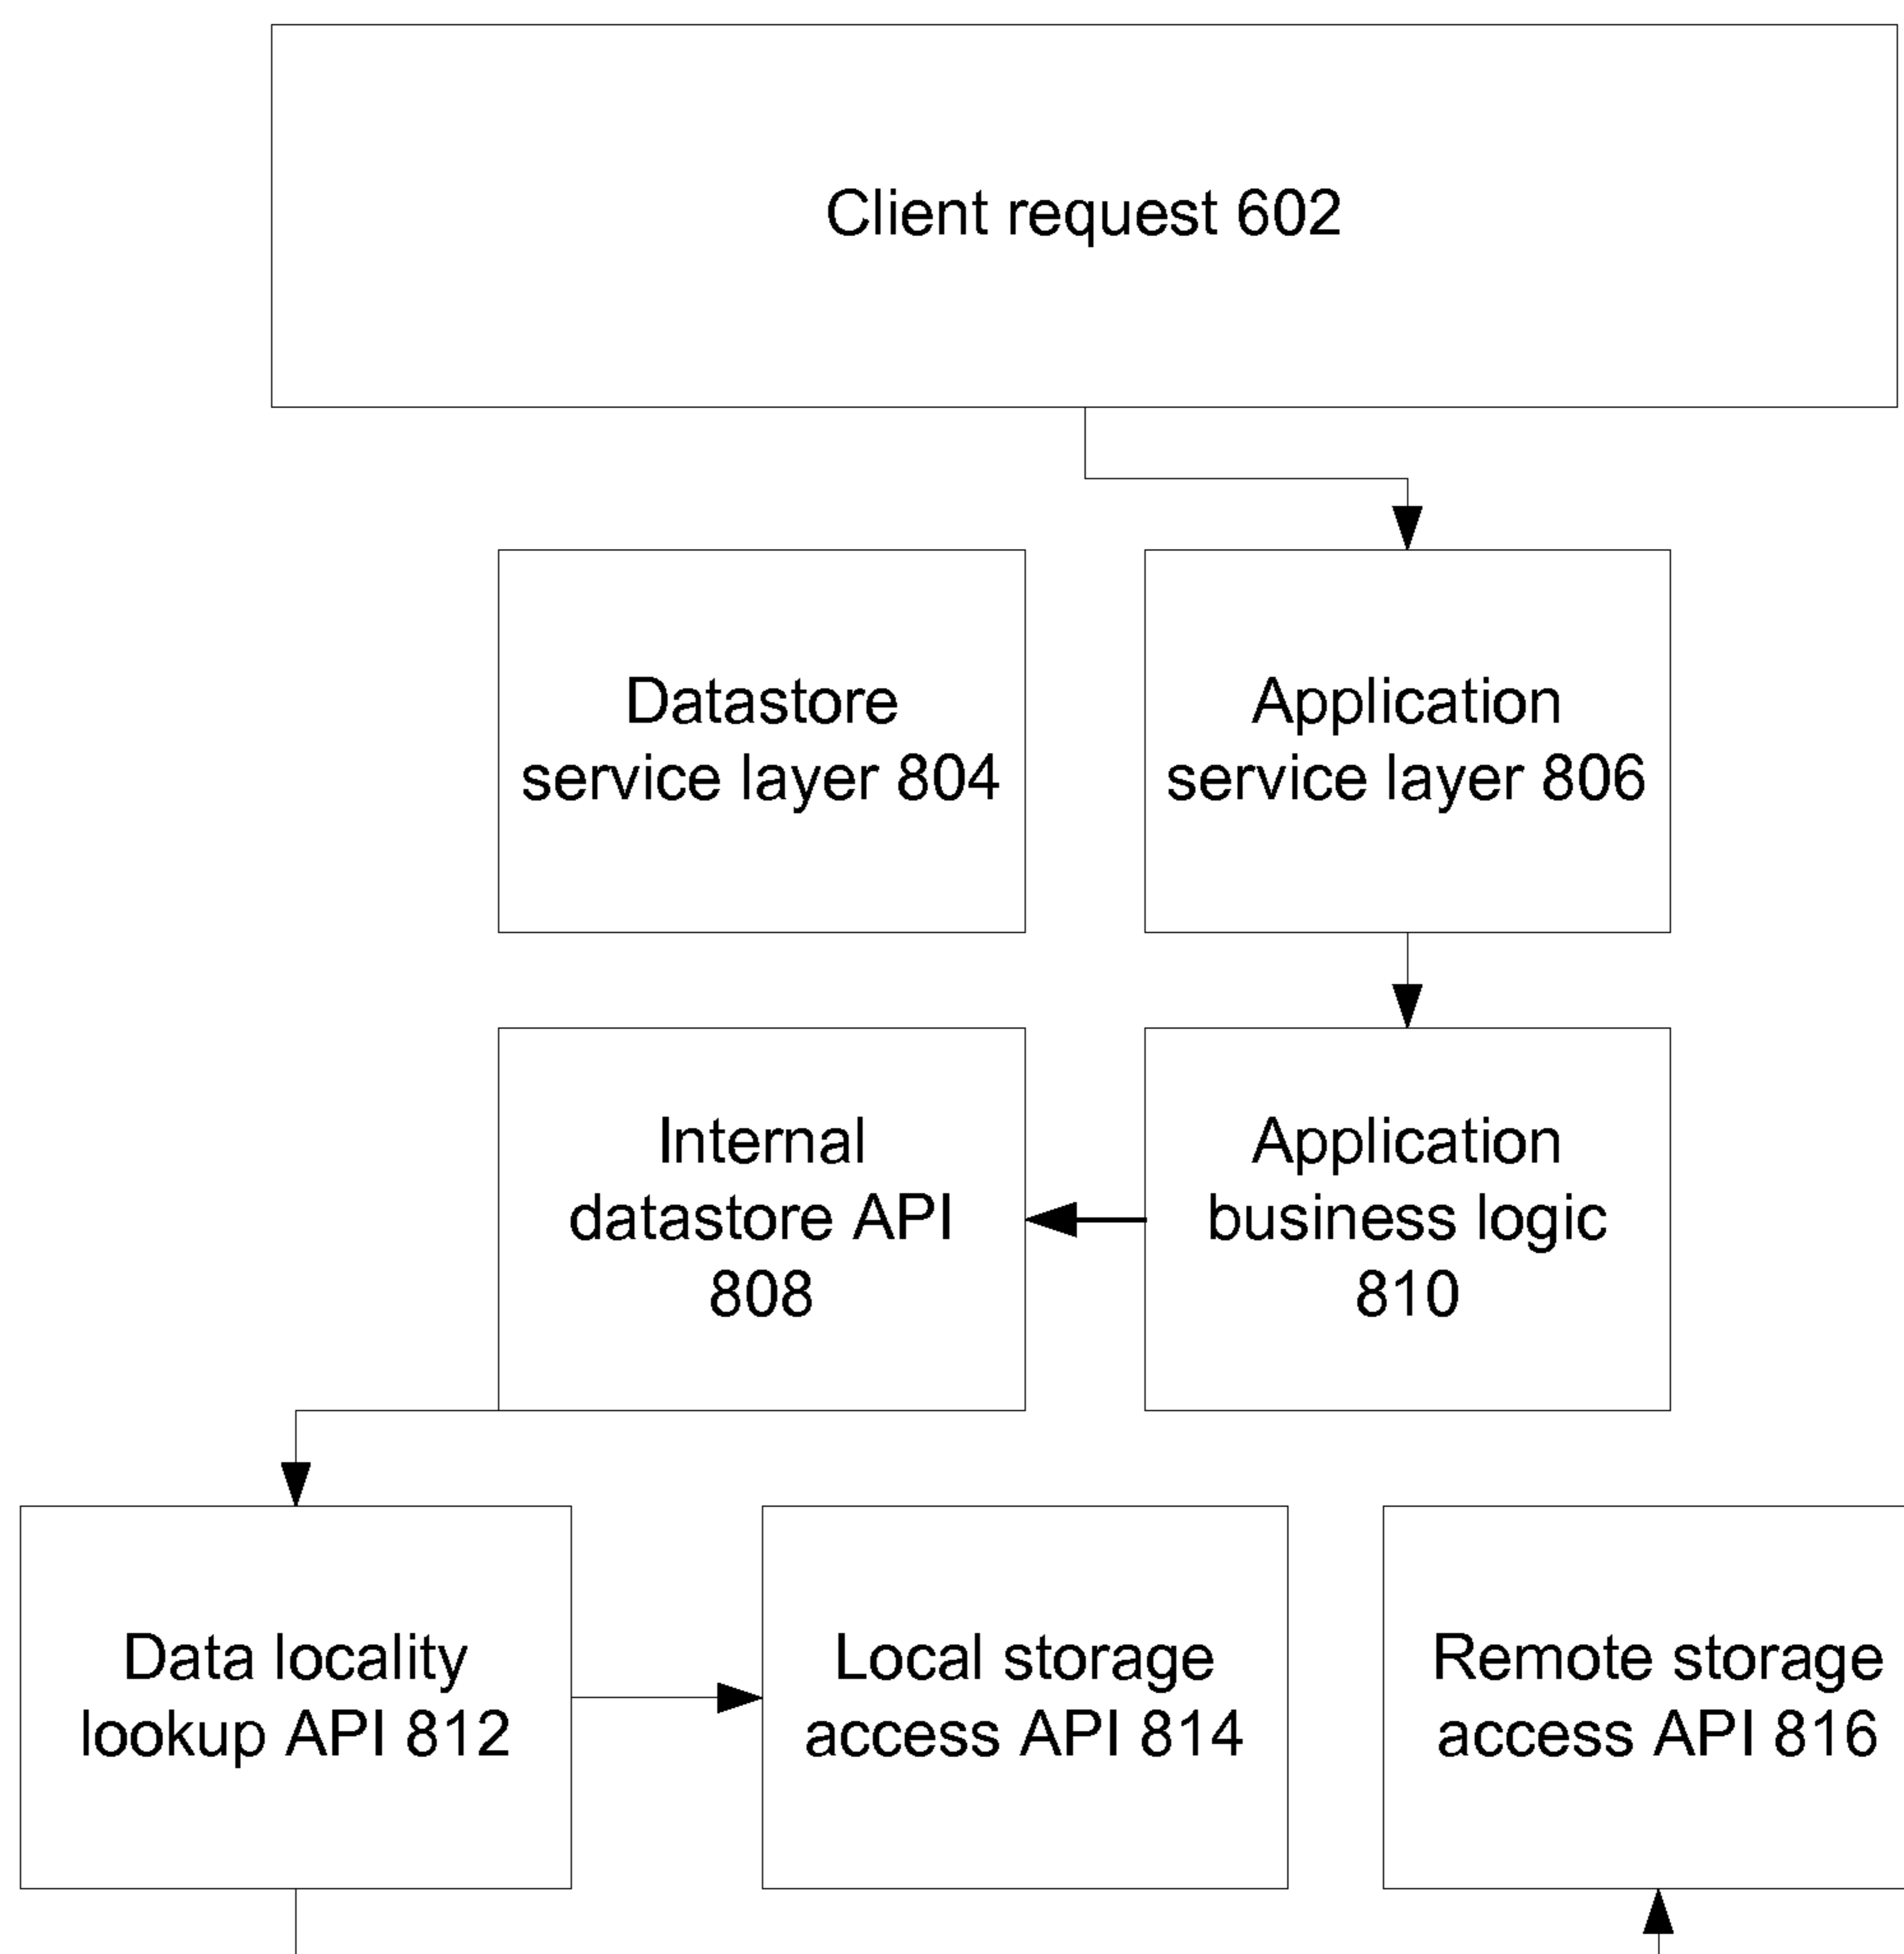 Client request 602
Datastore
service layer 804
Application
service layer 806
Internal
datastore API
808
Application
business logic
810
Data locality
lookup API 812
Local storage
access API 814
Remote storage
access API 816